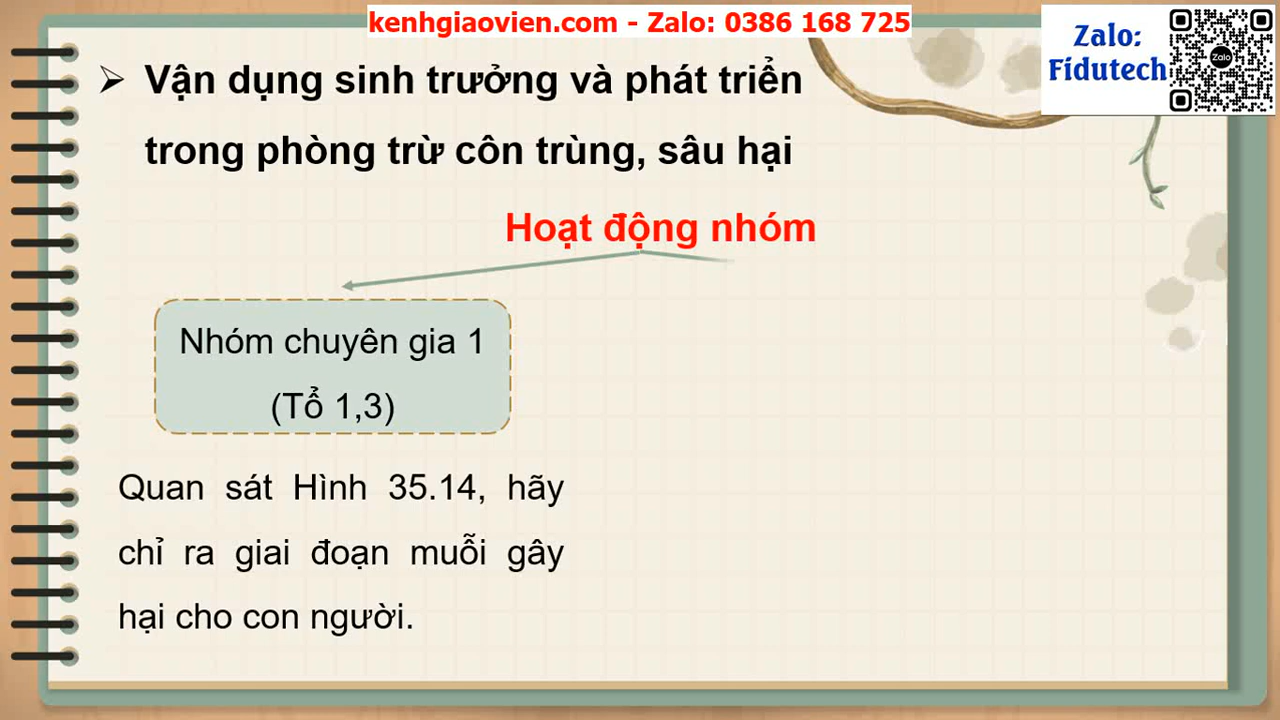 kenhgiaovien.com - Zalo: 0386 168 725
Zalo:
Fidutech
Zalo
Vận dụng sinh trưởng và phát triển
trong phòng trừ côn trùng, sâu hại
Hoạt động nhóm
Nhóm chuyên gia 1
(Tổ 1,3)
Quan sát Hình 35.14, hãy
chỉ ra giai đoạn muỗi gây
hại cho con người.